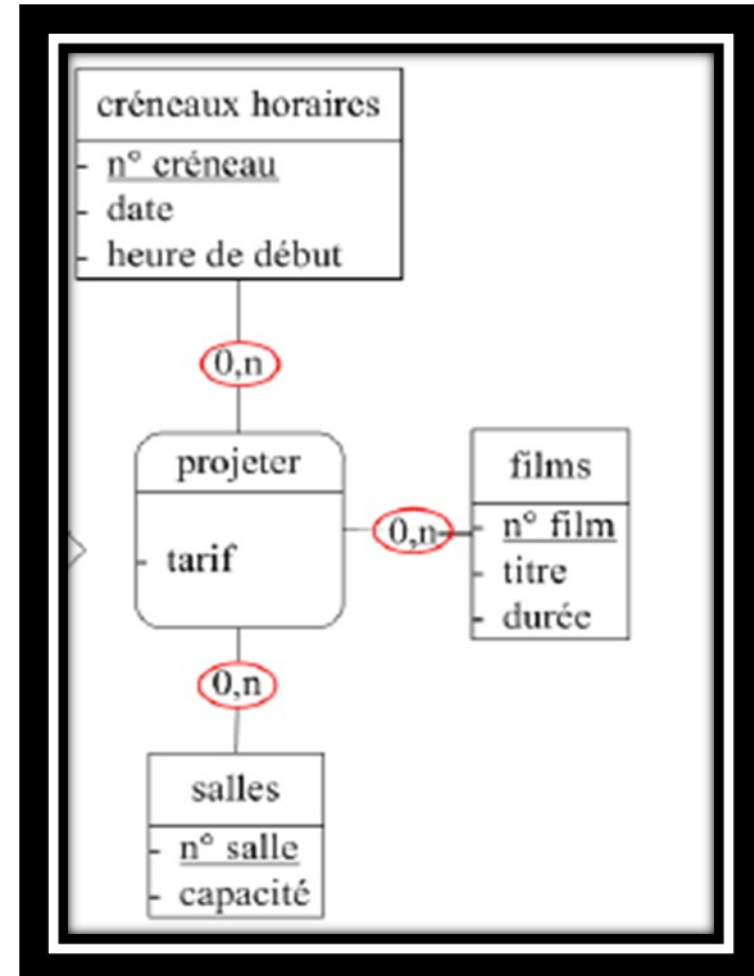 créneaux horaires
- n° créneau
- date
- heure de début
0,n
projeter
- tarif
0,n
films
- n° film
- titre
- durée
0,n
salles
- n° salle
- capacité